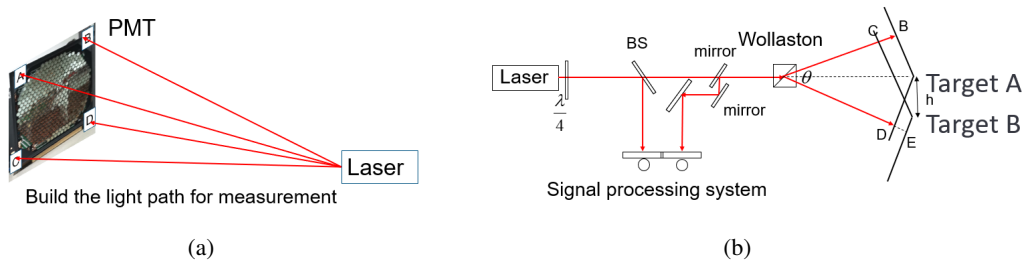 PMT
B
A
D
C
Laser
Build the light path for measurement
(a)
Laser
λ/4
BS
mirror
mirror
Wollaston
θ
C
B
D
E
h
Target A
Target B
Signal processing system
(b)